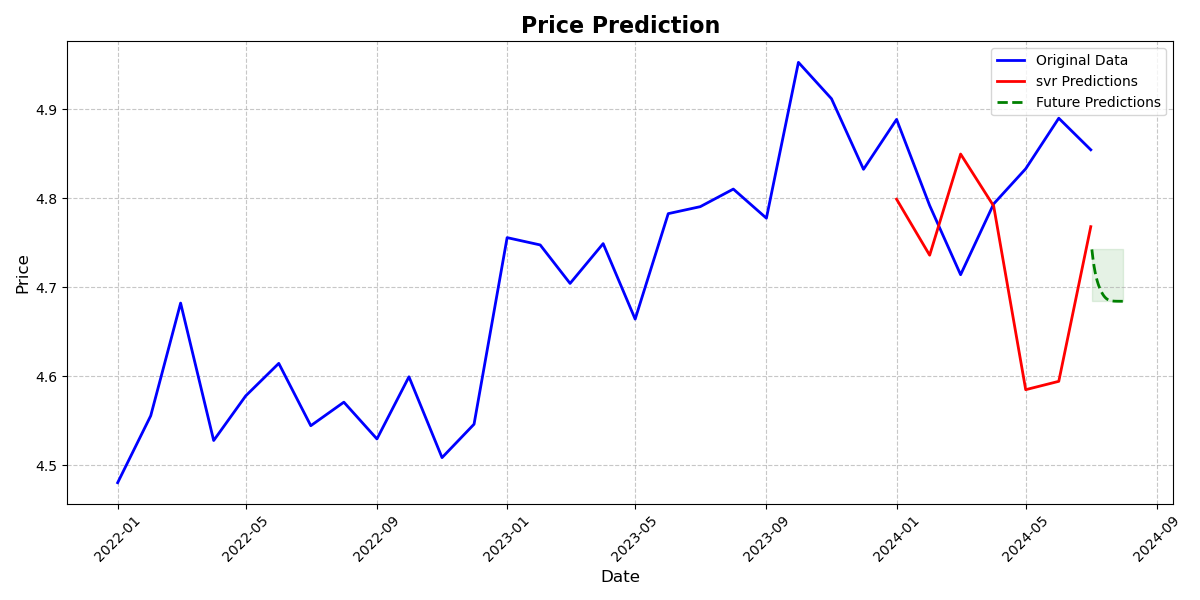 Price Prediction
Original Data
svr Predictions
Future Predictions
Price
4.9
4.8
4.7
4.6
4.5
2022-01
2022-05
2022-09
2023-01
2023-05
2023-09
2024-01
2024-05
2024-09
Date